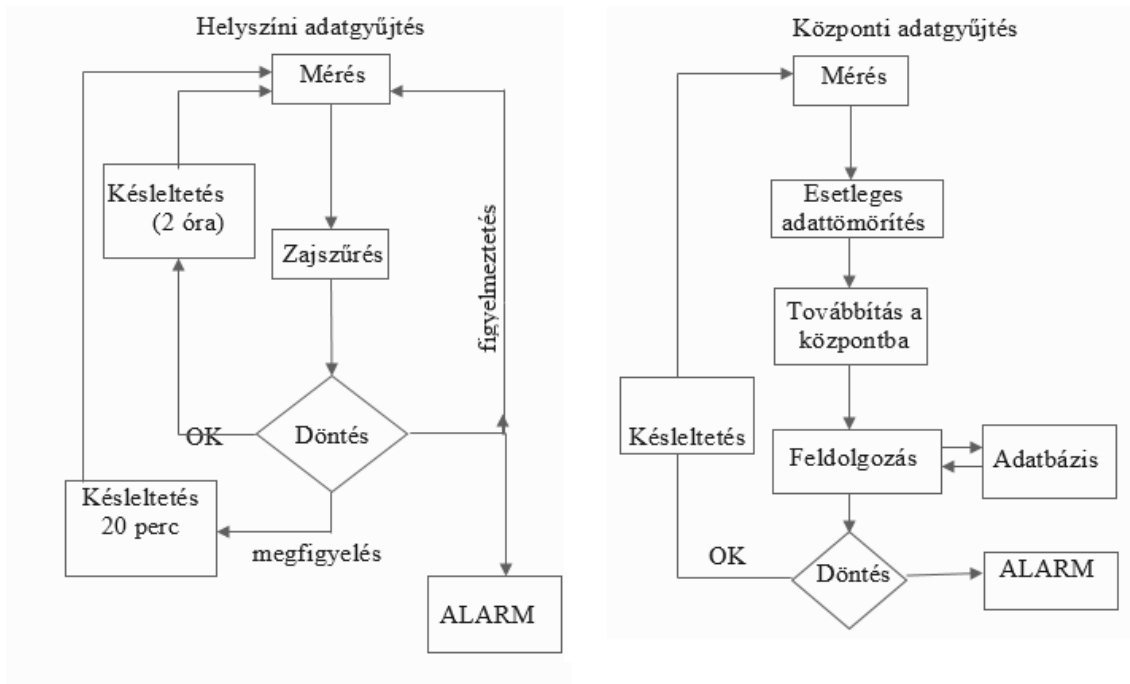 Helyszíni adatgyűjtés
Mérés
Késleltetés
(2 óra)
Zajszűrés
figyelmeztetés
OK
Döntés
Késleltetés
20 perc
megfigyelés
ALARM
Központi adatgyűjtés
Mérés
Esetleges
adattömörítés
Továbbítás a
központba
Késleltetés
Feldolgozás
Adatbázis
OK
Döntés
ALARM